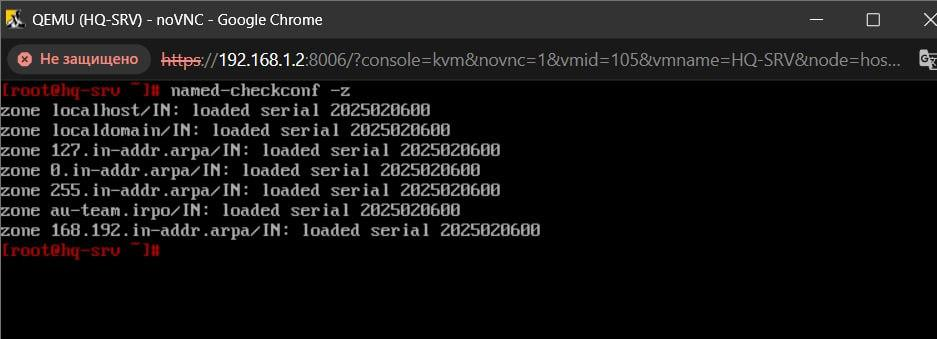 QEMU (HQ-SRV) - noVNC - Google Chrome
Не защищено https://192.168.1.2:8006/?console=kvm&novnc=1&vmid=105&vmname=HQ-SRV&node=hos...
[root@hq-srv ~]# named-checkconf -z
zone localhost/IN: loaded serial 2025020600
zone localdomain/IN: loaded serial 2025020600
zone 127.in-addr.arpa/IN: loaded serial 2025020600
zone 0.in-addr.arpa/IN: loaded serial 2025020600
zone 255.in-addr.arpa/IN: loaded serial 2025020600
zone au-team.irpo/IN: loaded serial 2025020600
zone 168.192.in-addr.arpa/IN: loaded serial 2025020600
[root@hq-srv ~]#